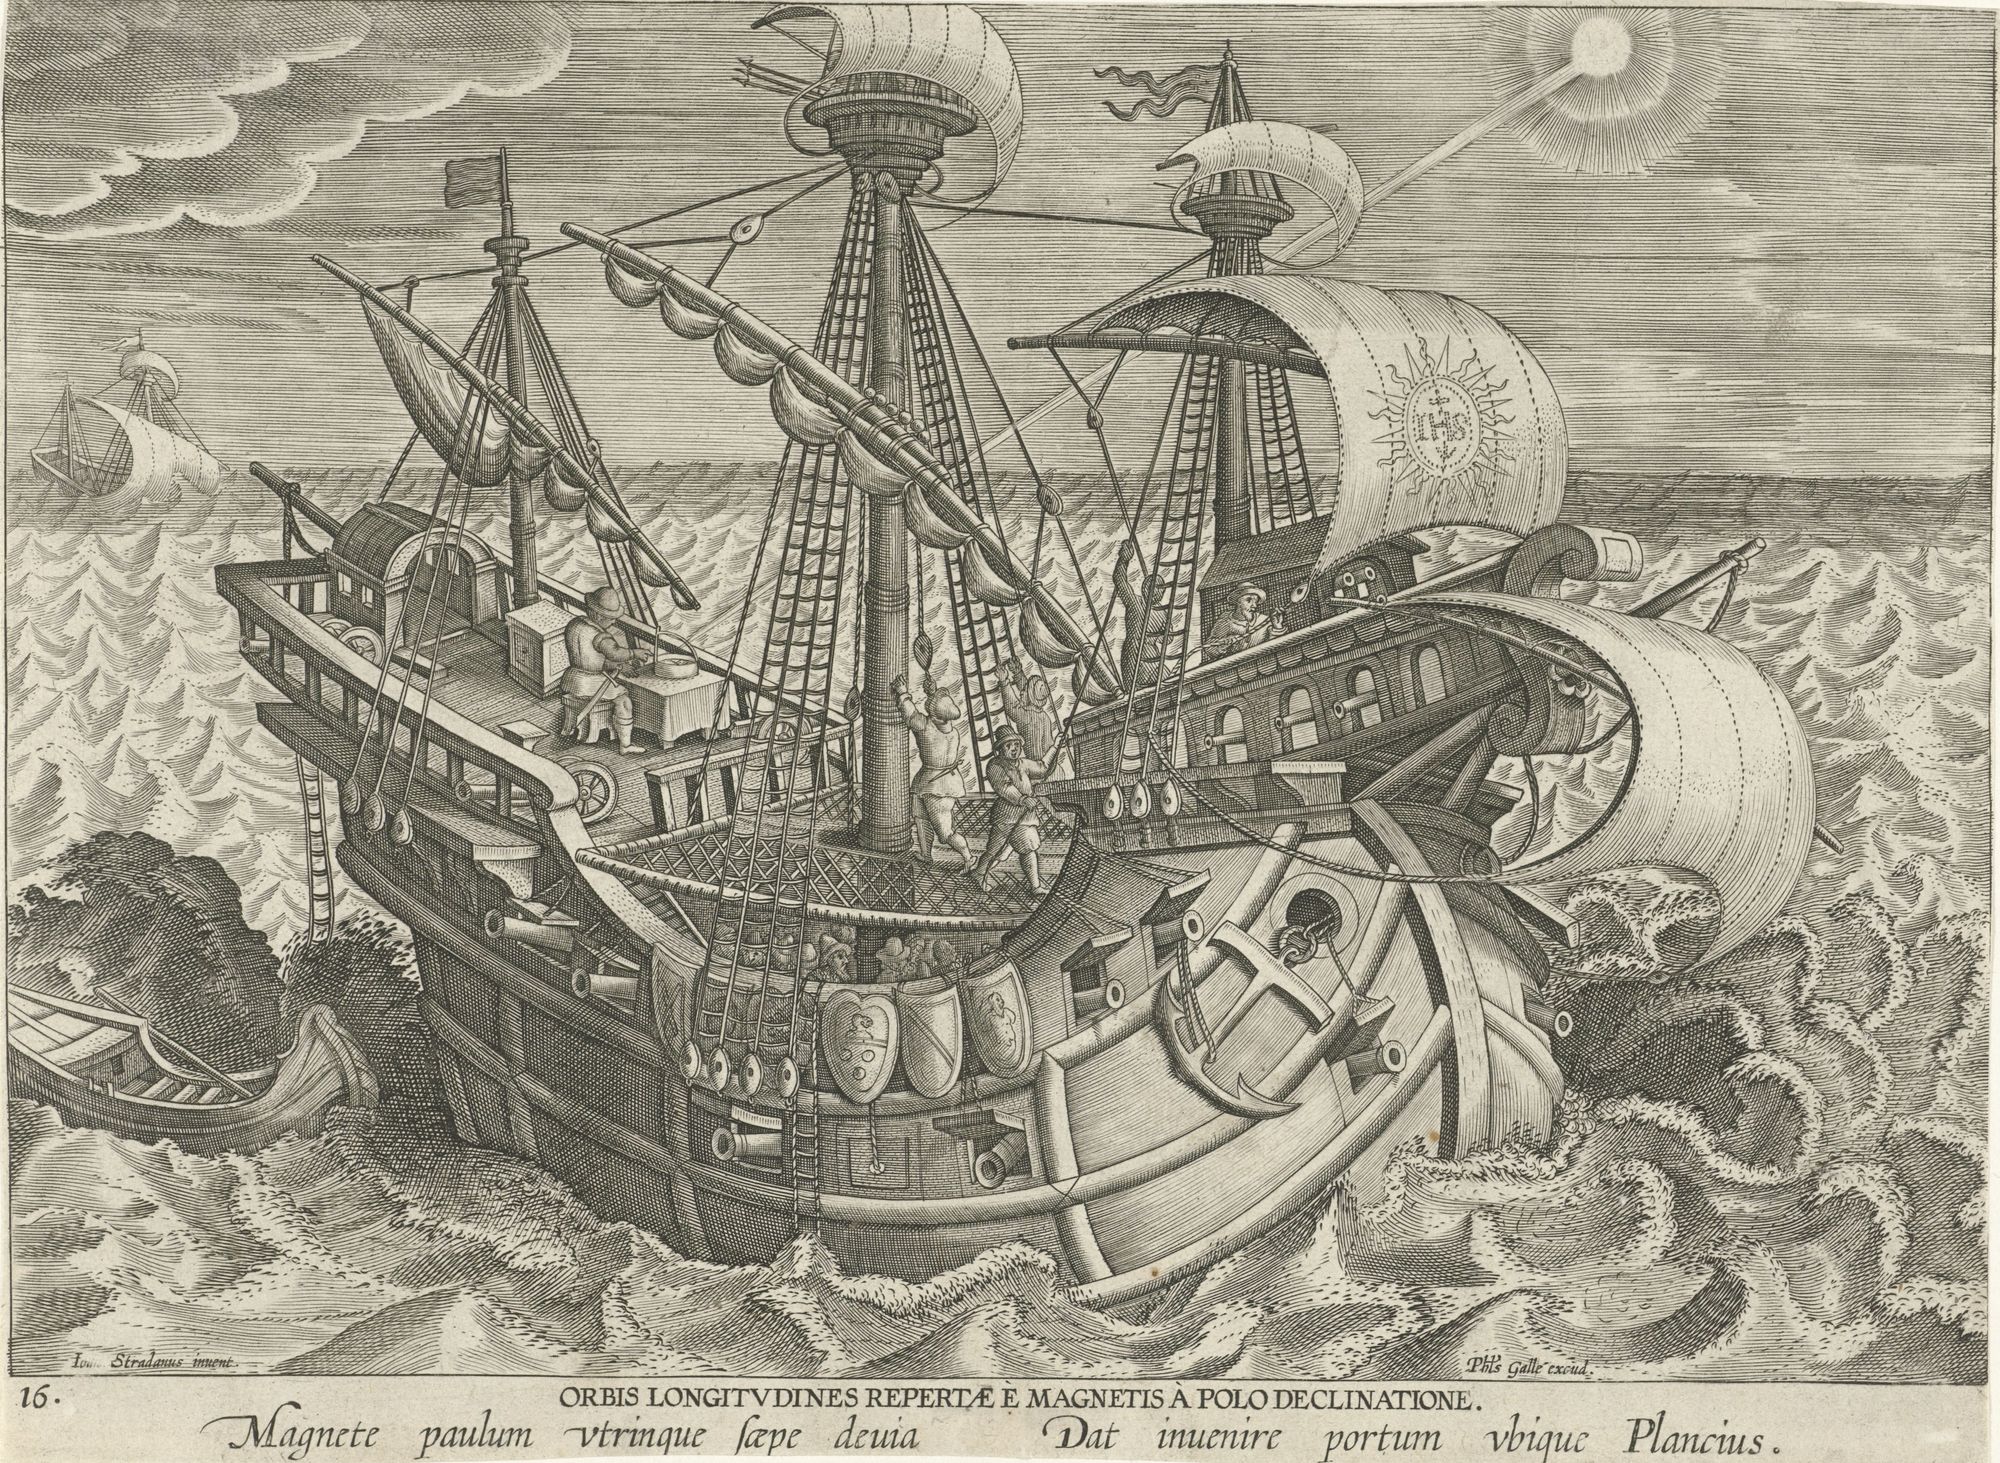 IHS
Stradanus invent.
Phls Galle excud.
16.
ORBIS LONGITVDINES REPERTÆ È MAGNETIS À POLO DECLINATIONE.
Magnete paulum vtrinque sæpe deuia Dat inuenire portum vbique Plancius.